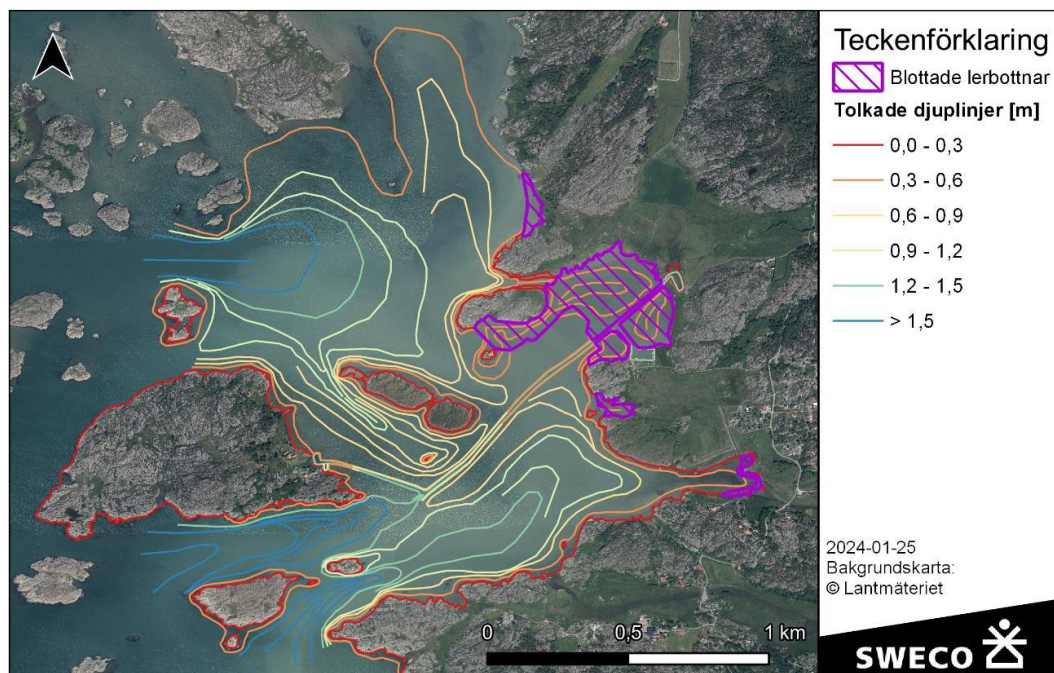 Teckenförklaring
Blottade lerbottnar
Tolkade djuplinjer [m]
0,0 - 0,3
0,3 - 0,6
0,6 - 0,9
0,9 - 1,2
1,2 - 1,5
> 1,5
2024-01-25
Bakgrundskarta:
© Lantmäteriet
0 0,5 1 km
SWECO